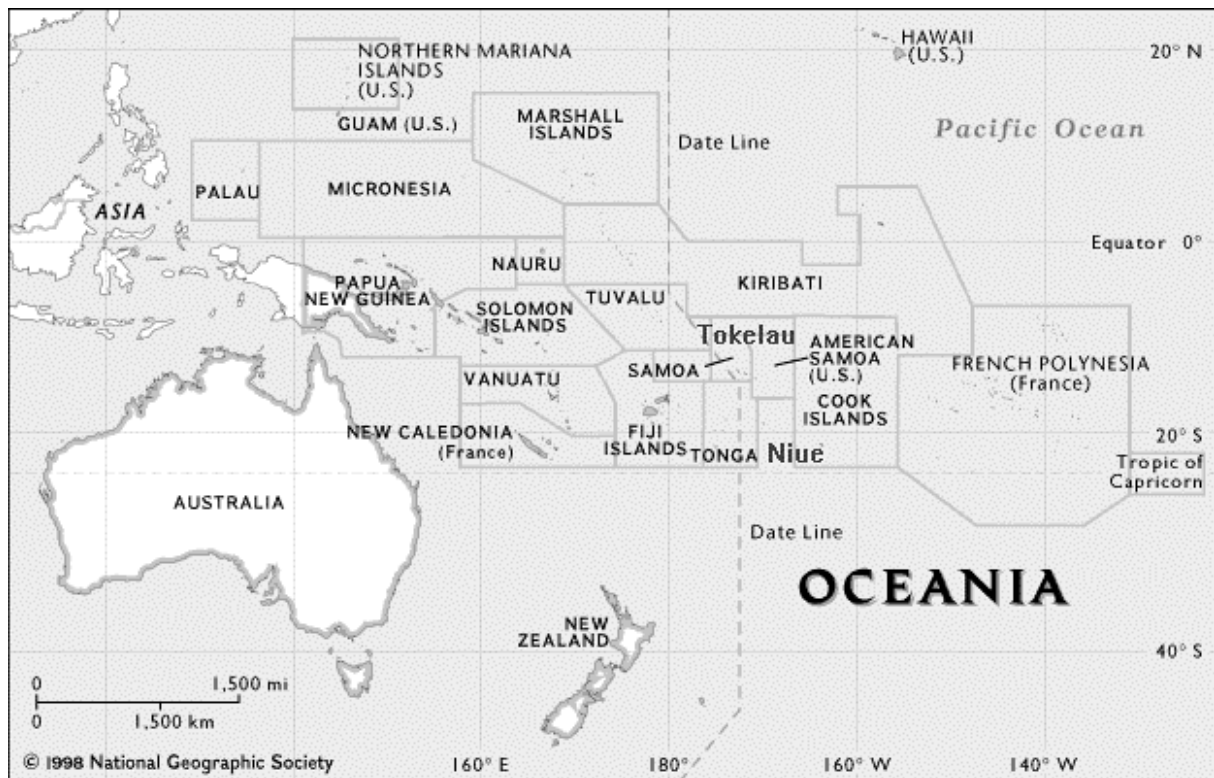 HAWAII
(U.S.)
20° N
NORTHERN MARIANA
ISLANDS
(U.S.)
GUAM (U.S.)
MARSHALL
ISLANDS
Pacific Ocean
Date Line
PALAU
MICRONESIA
ASIA
Equator 0°
NAURU
KIRIBATI
PAPUA
NEW GUINEA
TUVALU
SOLOMON
ISLANDS
Tokelau
AMERICAN
SAMOA
(U.S.)
SAMOA
FRENCH POLYNESIA
(France)
VANUATU
COOK
ISLANDS
NEW CALEDONIA
(France)
FIJI
ISLANDS
TONGA
Niue
20° S
Tropic of
Capricorn
AUSTRALIA
Date Line
OCEANIA
NEW
ZEALAND
40° S
0 1,500 mi
0 1,500 km
© 1998 National Geographic Society
160° E 180° 160° W 140° W